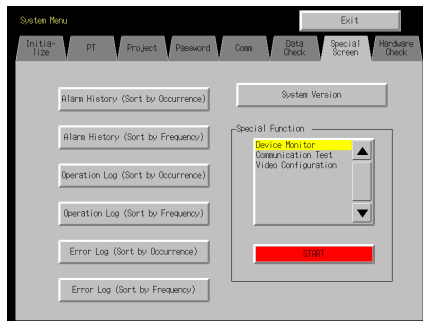 System Menu
Exit
Initia-
lize
PT
Project
Password
Comm
Data
Check
Special
Screen
Hardware
Check
Alarm History (Sort by Occurrence)
Alarm History (Sort by Frequency)
Operation Log (Sort by Occurrence)
Operation Log (Sort by Frequency)
Error Log (Sort by Occurrence)
Error Log (Sort by Frequency)
System Version
Special Function
Device Monitor
Communication Test
Video Configuration
START